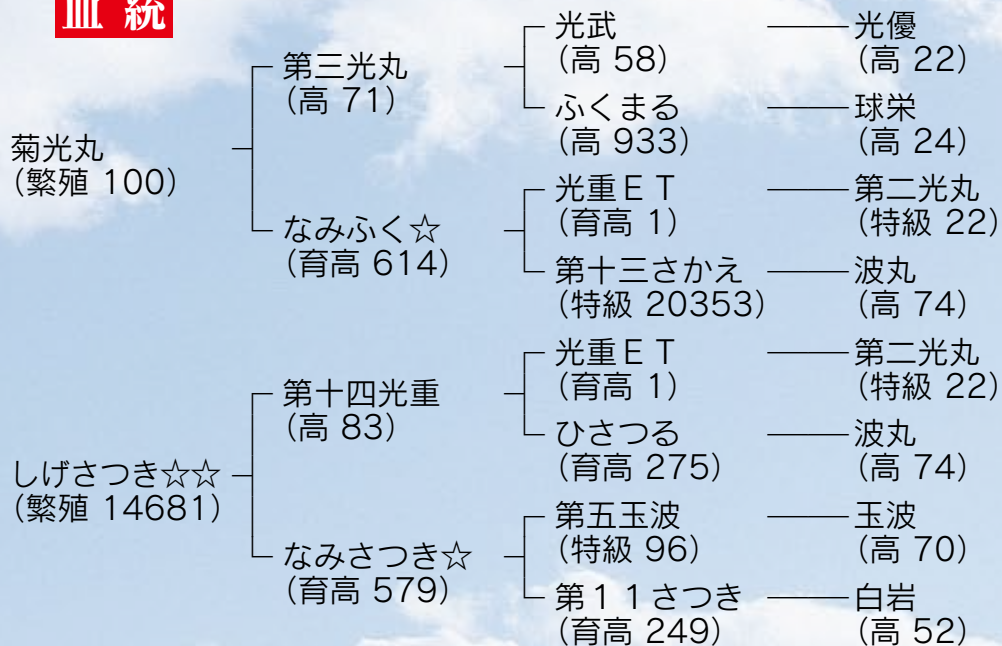 血統
菊光丸
（繁殖 100）
第三光丸
（高 71）
光武
（高 58）
光優
（高 22）
ふくまる
（高 933）
球栄
（高 24）
なみふく☆
（育高 614）
光重ＥＴ
（育高 1）
第二光丸
（特級 22）
第十三さかえ
（特級 20353）
波丸
（高 74）
しげさつき☆☆
（繁殖 14681）
第十四光重
（高 83）
光重ＥＴ
（育高 1）
第二光丸
（特級 22）
ひさつる
（育高 275）
波丸
（高 74）
なみさつき☆
（育高 579）
第五玉波
（特級 96）
玉波
（高 70）
第１１さつき
（育高 249）
白岩
（高 52）